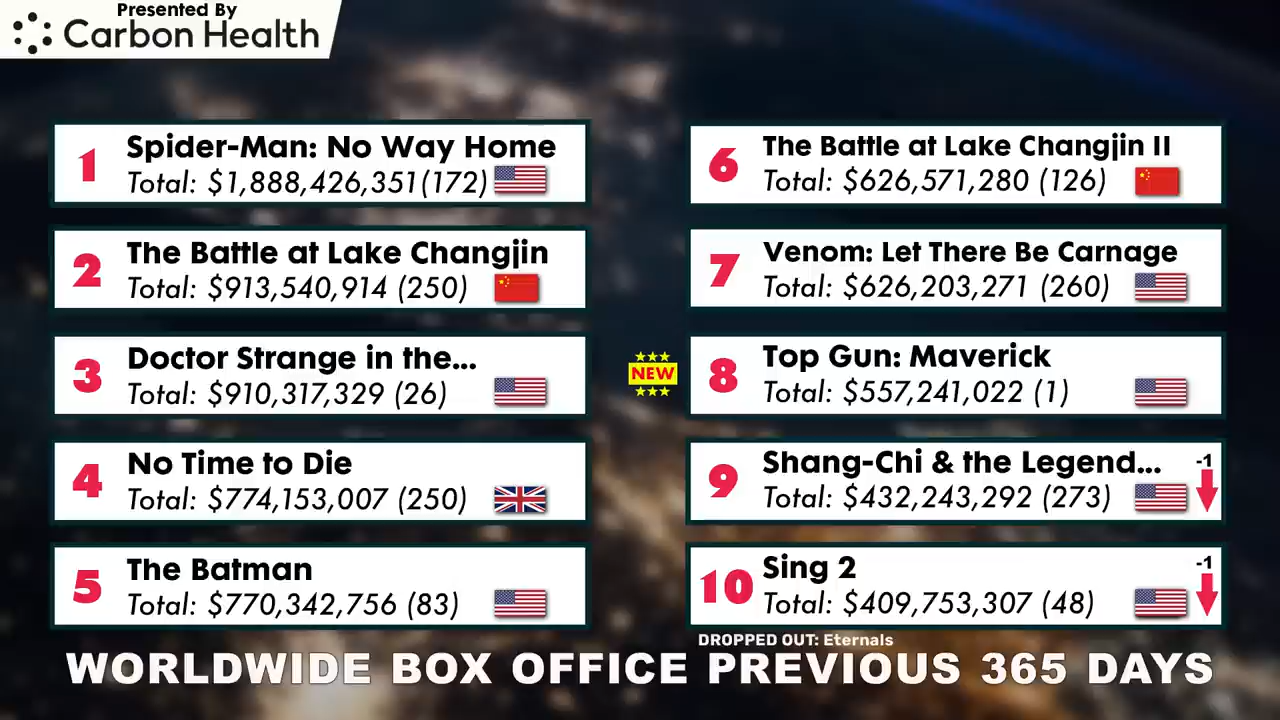 Presented By
Carbon Health
1
Spider-Man: No Way Home
Total: $1,888,426,351(172)
2
The Battle at Lake Changjin
Total: $913,540,914 (250)
3
Doctor Strange in the...
Total: $910,317,329 (26)
4
No Time to Die
Total: $774,153,007 (250)
5
The Batman
Total: $770,342,756 (83)
6
The Battle at Lake Changjin II
Total: $626,571,280 (126)
7
Venom: Let There Be Carnage
Total: $626,203,271 (260)
NEW
8
Top Gun: Maverick
Total: $557,241,022 (1)
9
Shang-Chi & the Legend...
Total: $432,243,292 (273)
-1
10
Sing 2
Total: $409,753,307 (48)
-1
DROPPED OUT: Eternals
WORLDWIDE BOX OFFICE PREVIOUS 365 DAYS